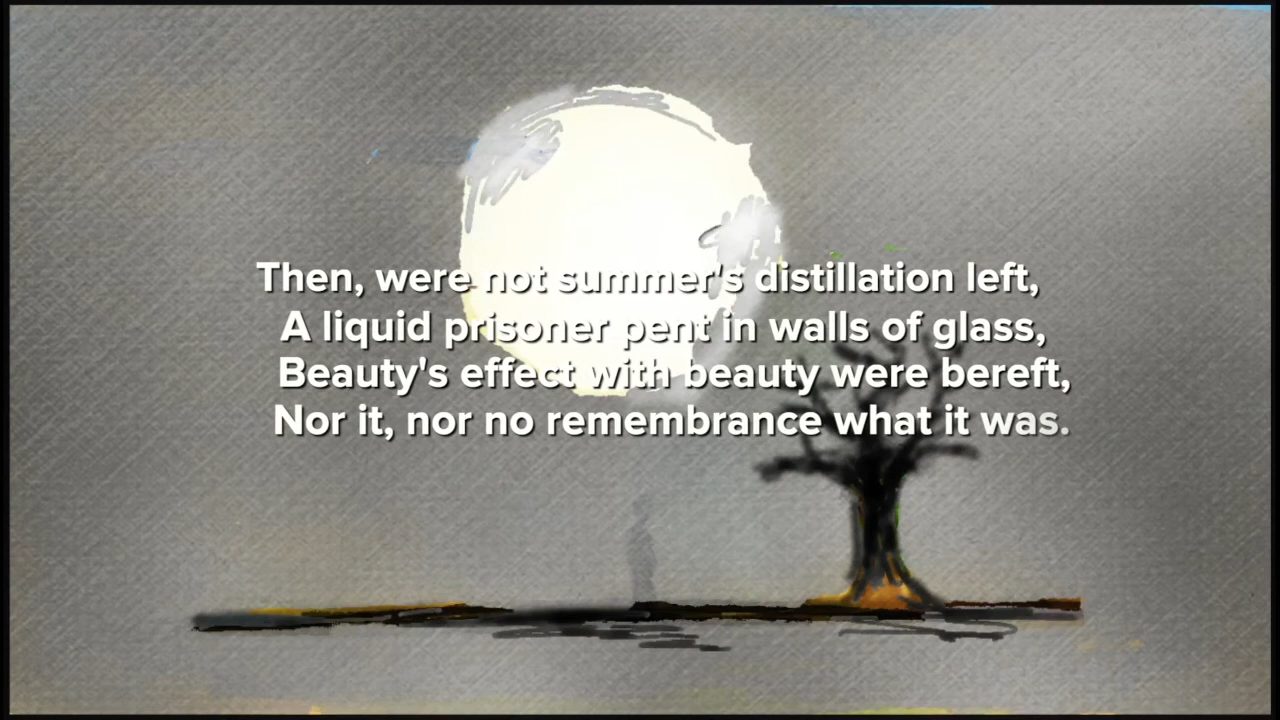 Then, were not summer's distillation left,
A liquid prisoner pent in walls of glass,
Beauty's effect with beauty were bereft,
Nor it, nor no remembrance what it was.